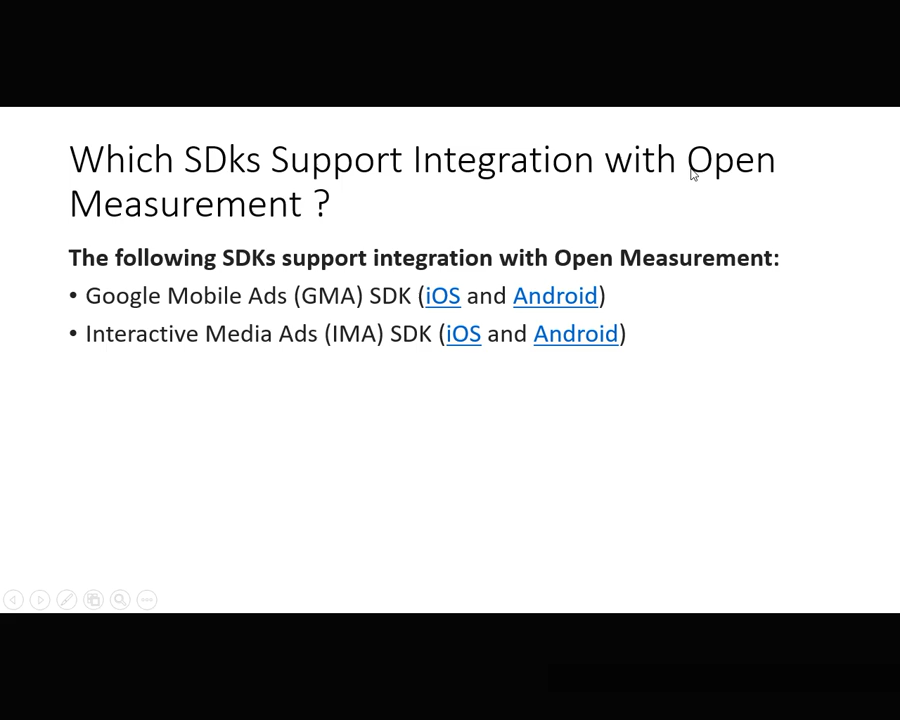 Which SDks Support Integration with Open
Measurement ?
The following SDKs support integration with Open Measurement:
• Google Mobile Ads (GMA) SDK (iOS and Android)
• Interactive Media Ads (IMA) SDK (iOS and Android)